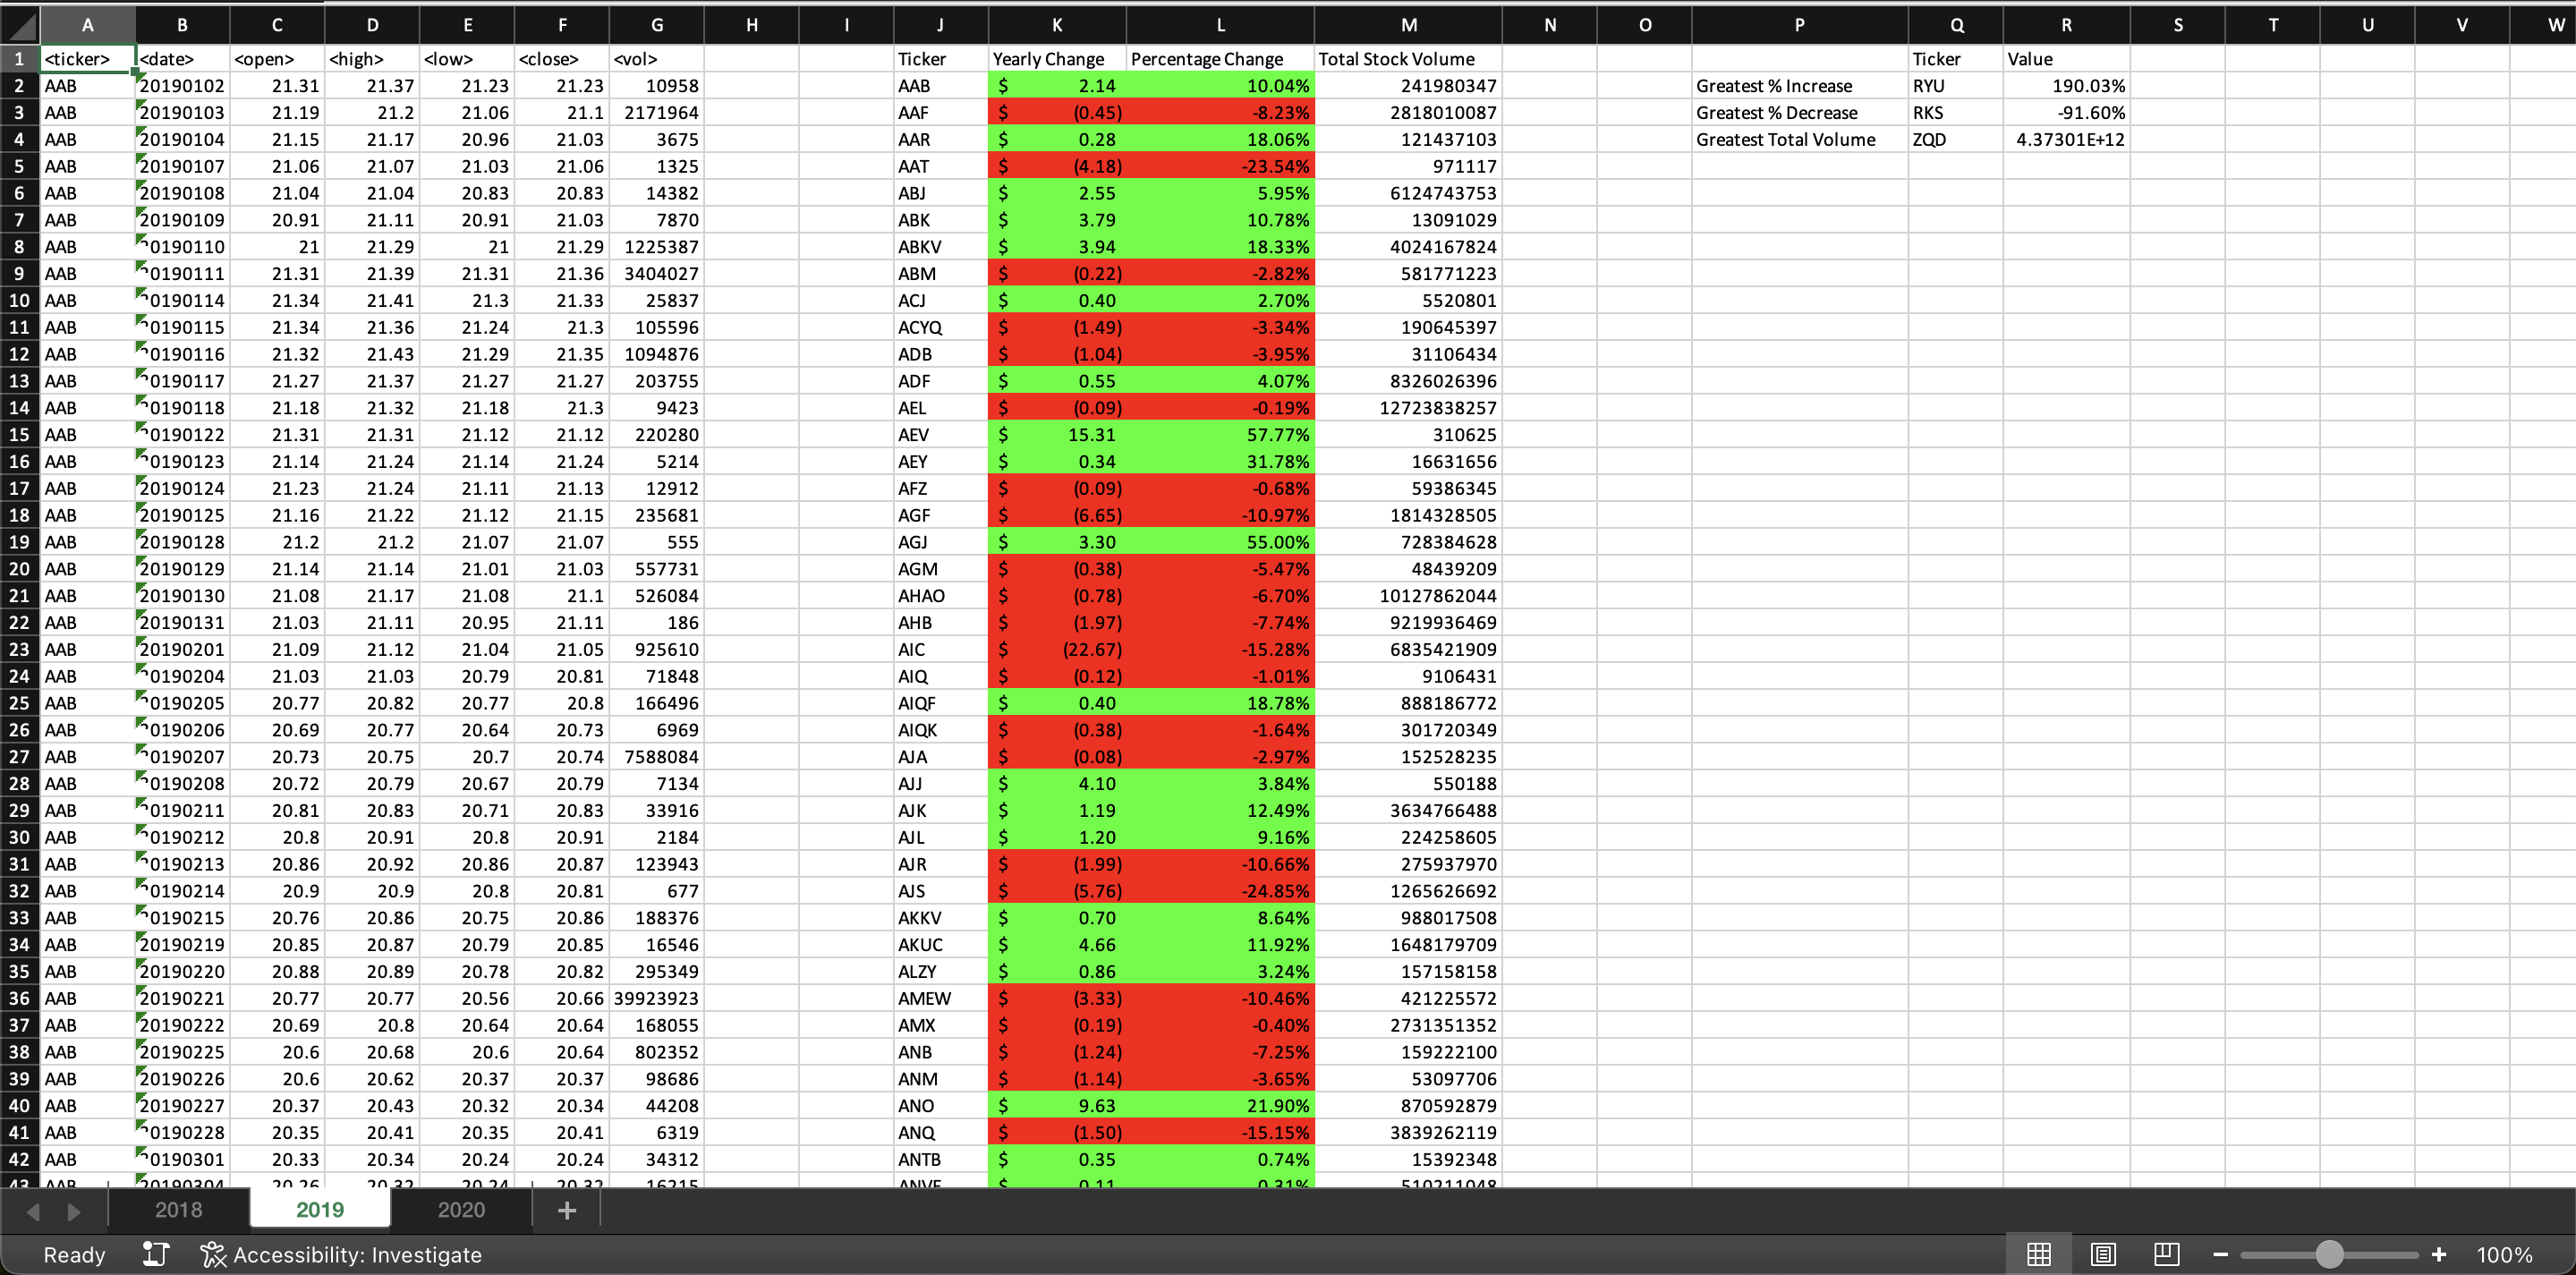 A B C D E F G H I J K L M N O P Q R S T U V W
1 <ticker> <date> <open> <high> <low> <close> <vol> Ticker Yearly Change Percentage Change Total Stock Volume Ticker Value
2 AAB 20190102 21.31 21.37 21.23 21.23 10958 AAB $ 2.14 10.04% 241980347 Greatest % Increase RYU 190.03%
3 AAB 20190103 21.19 21.2 21.06 21.1 2171964 AAF $ (0.45) -8.23% 2818010087 Greatest % Decrease RKS -91.60%
4 AAB 20190104 21.15 21.17 20.96 21.03 3675 AAR $ 0.28 18.06% 121437103 Greatest Total Volume ZQD 4.37301E+12
5 AAB 20190107 21.06 21.07 21.03 21.06 1325 AAT $ (4.18) -23.54% 971117
6 AAB 20190108 21.04 21.04 20.83 20.83 14382 ABJ $ 2.55 5.95% 6124743753
7 AAB 20190109 20.91 21.11 20.91 21.03 7870 ABK $ 3.79 10.78% 13091029
8 AAB 20190110 21 21.29 21 21.29 1225387 ABKV $ 3.94 18.33% 4024167824
9 AAB 20190111 21.31 21.39 21.31 21.36 3404027 ABM $ (0.22) -2.82% 581771223
10 AAB 20190114 21.34 21.41 21.3 21.33 25837 ACJ $ 0.40 2.70% 5520801
11 AAB 20190115 21.34 21.36 21.24 21.3 105596 ACYQ $ (1.49) -3.34% 190645397
12 AAB 20190116 21.32 21.43 21.29 21.35 1094876 ADB $ (1.04) -3.95% 31106434
13 AAB 20190117 21.27 21.37 21.27 21.27 203755 ADF $ 0.55 4.07% 8326026396
14 AAB 20190118 21.18 21.32 21.18 21.3 9423 AEL $ (0.09) -0.19% 12723838257
15 AAB 20190122 21.31 21.31 21.12 21.12 220280 AEV $ 15.31 57.77% 310625
16 AAB 20190123 21.14 21.24 21.14 21.24 5214 AEY $ 0.34 31.78% 16631656
17 AAB 20190124 21.23 21.24 21.11 21.13 12912 AFZ $ (0.09) -0.68% 59386345
18 AAB 20190125 21.16 21.22 21.12 21.15 235681 AGF $ (6.65) -10.97% 1814328505
19 AAB 20190128 21.2 21.2 21.07 21.07 555 AGJ $ 3.30 55.00% 728384628
20 AAB 20190129 21.14 21.14 21.01 21.03 557731 AGM $ (0.38) -5.47% 48439209
21 AAB 20190130 21.08 21.17 21.08 21.1 526084 AHAO $ (0.78) -6.70% 10127862044
22 AAB 20190131 21.03 21.11 20.95 21.11 186 AHB $ (1.97) -7.74% 9219936469
23 AAB 20190201 21.09 21.12 21.04 21.05 925610 AIC $ (22.67) -15.28% 6835421909
24 AAB 20190204 21.03 21.03 20.79 20.81 71848 AIQ $ (0.12) -1.01% 9106431
25 AAB 20190205 20.77 20.82 20.77 20.8 166496 AIQF $ 0.40 18.78% 888186772
26 AAB 20190206 20.69 20.77 20.64 20.73 6969 AIQK $ (0.38) -1.64% 301720349
27 AAB 20190207 20.73 20.75 20.7 20.74 7588084 AJA $ (0.08) -2.97% 152528235
28 AAB 20190208 20.72 20.79 20.67 20.79 7134 AJJ $ 4.10 3.84% 550188
29 AAB 20190211 20.81 20.83 20.71 20.83 33916 AJK $ 1.19 12.49% 3634766488
30 AAB 20190212 20.8 20.91 20.8 20.91 2184 AJL $ 1.20 9.16% 224258605
31 AAB 20190213 20.86 20.92 20.86 20.87 123943 AJR $ (1.99) -10.66% 275937970
32 AAB 20190214 20.9 20.9 20.8 20.81 677 AJS $ (5.76) -24.85% 1265626692
33 AAB 20190215 20.76 20.86 20.75 20.86 188376 AKKV $ 0.70 8.64% 988017508
34 AAB 20190219 20.85 20.87 20.79 20.85 16546 AKUC $ 4.66 11.92% 1648179709
35 AAB 20190220 20.88 20.89 20.78 20.82 295349 ALZY $ 0.86 3.24% 157158158
36 AAB 20190221 20.77 20.77 20.56 20.66 39923923 AMEW $ (3.33) -10.46% 421225572
37 AAB 20190222 20.69 20.8 20.64 20.64 168055 AMX $ (0.19) -0.40% 2731351352
38 AAB 20190225 20.6 20.68 20.6 20.64 802352 ANB $ (1.24) -7.25% 159222100
39 AAB 20190226 20.6 20.62 20.37 20.37 98686 ANM $ (1.14) -3.65% 53097706
40 AAB 20190227 20.37 20.43 20.32 20.34 44208 ANO $ 9.63 21.90% 870592879
41 AAB 20190228 20.35 20.41 20.35 20.41 6319 ANQ $ (1.50) -15.15% 3839262119
42 AAB 20190301 20.33 20.34 20.24 20.24 34312 ANTB $ 0.35 0.74% 15392348
43 AAB 20190304 20.26 20.32 20.24 20.32 16215 $ 0.11 0.31% 510211048
2018 2019 2020 +
Ready Accessibility: Investigate 100%